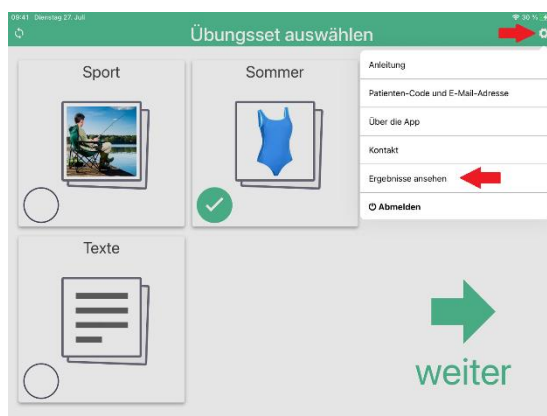 09:41 Dienstag 27. Juli
30 %
Übungsset auswählen
Sport
Sommer
Anleitung
Patienten-Code und E-Mail-Adresse
Über die App
Kontakt
Ergebnisse ansehen
Abmelden
Texte
weiter